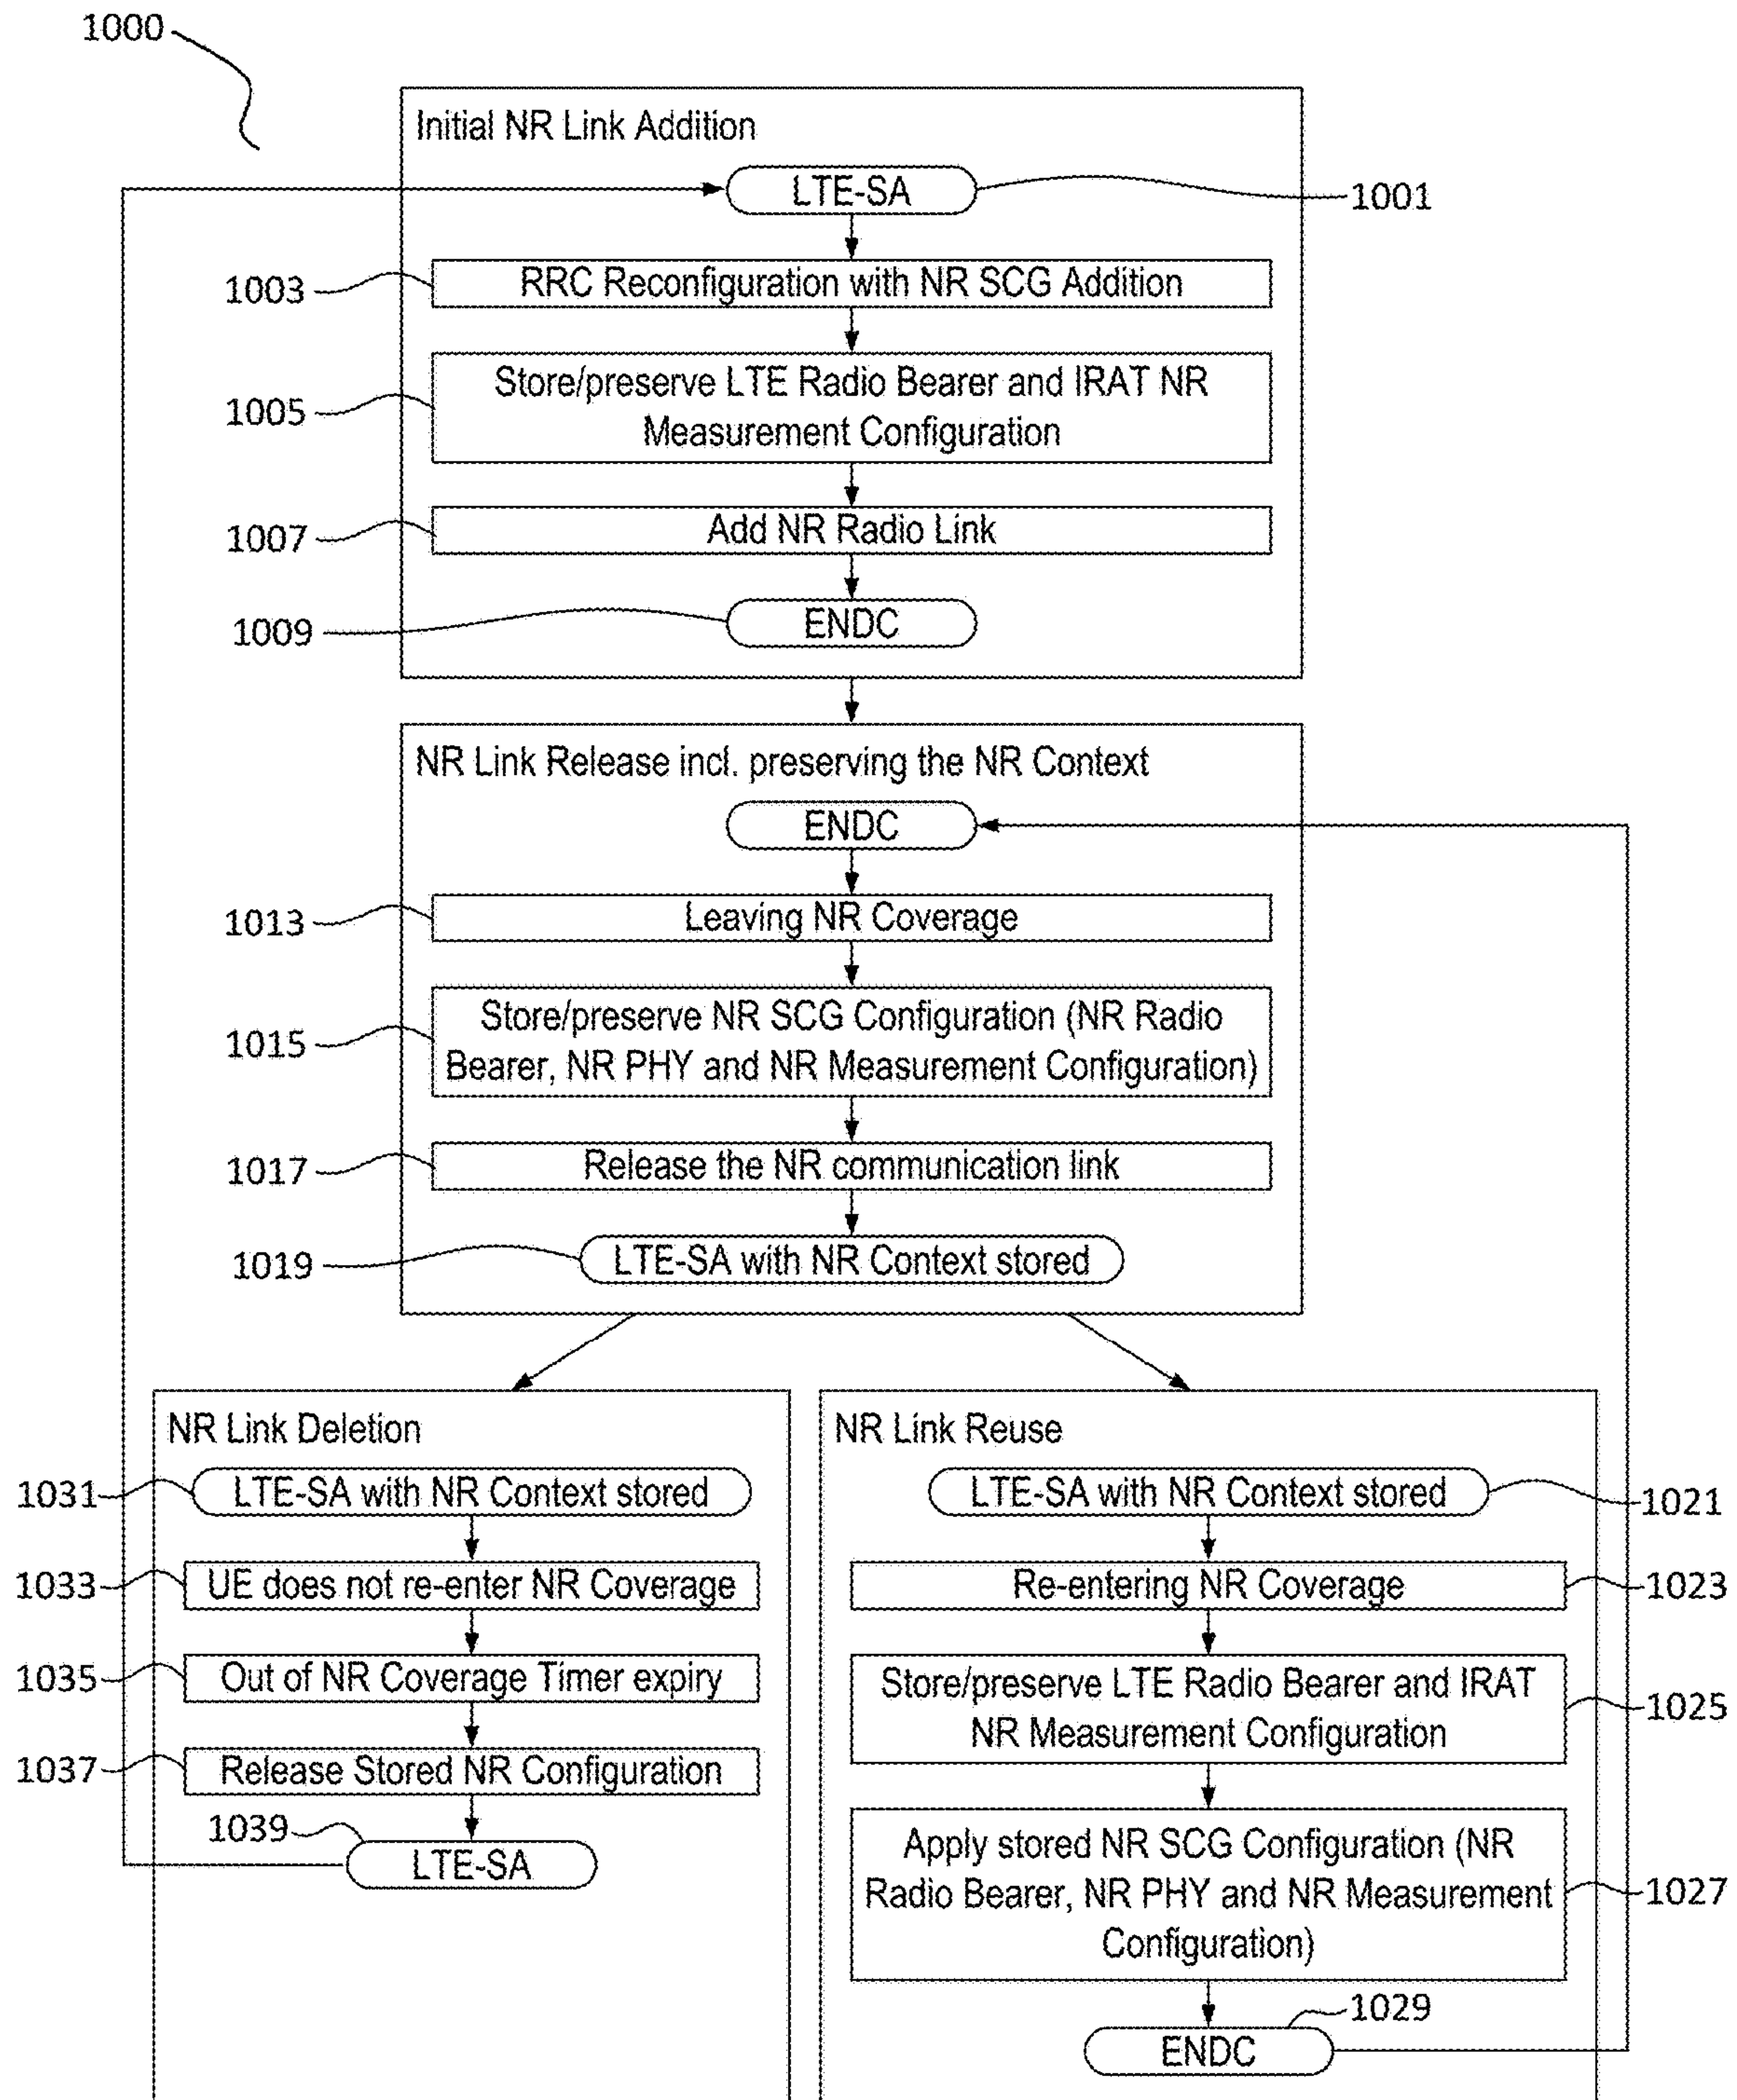 1000
Initial NR Link Addition
LTE-SA
1001
1003
RRC Reconfiguration with NR SCG Addition
1005
Store/preserve LTE Radio Bearer and IRAT NR
Measurement Configuration
1007
Add NR Radio Link
1009
ENDC
NR Link Release incl. preserving the NR Context
ENDC
1013
Leaving NR Coverage
1015
Store/preserve NR SCG Configuration (NR Radio
Bearer, NR PHY and NR Measurement Configuration)
1017
Release the NR communication link
1019
LTE-SA with NR Context stored
NR Link Deletion
1031
LTE-SA with NR Context stored
1033
UE does not re-enter NR Coverage
1035
Out of NR Coverage Timer expiry
1037
Release Stored NR Configuration
1039
LTE-SA
NR Link Reuse
LTE-SA with NR Context stored
1021
Re-entering NR Coverage
1023
Store/preserve LTE Radio Bearer and IRAT
NR Measurement Configuration
1025
Apply stored NR SCG Configuration (NR
Radio Bearer, NR PHY and NR Measurement
Configuration)
1027
1029
ENDC